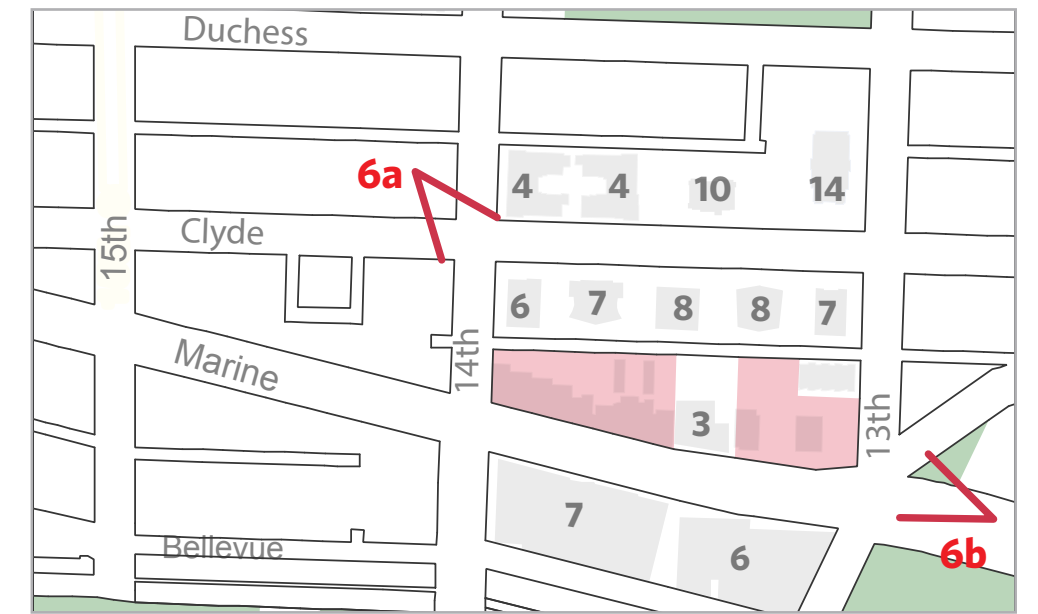 Duchess
6a
4 4 10 14
Clyde
15th
6 7 8 8 7
Marine
14th
3
13th
7
6
6b
Bellevue